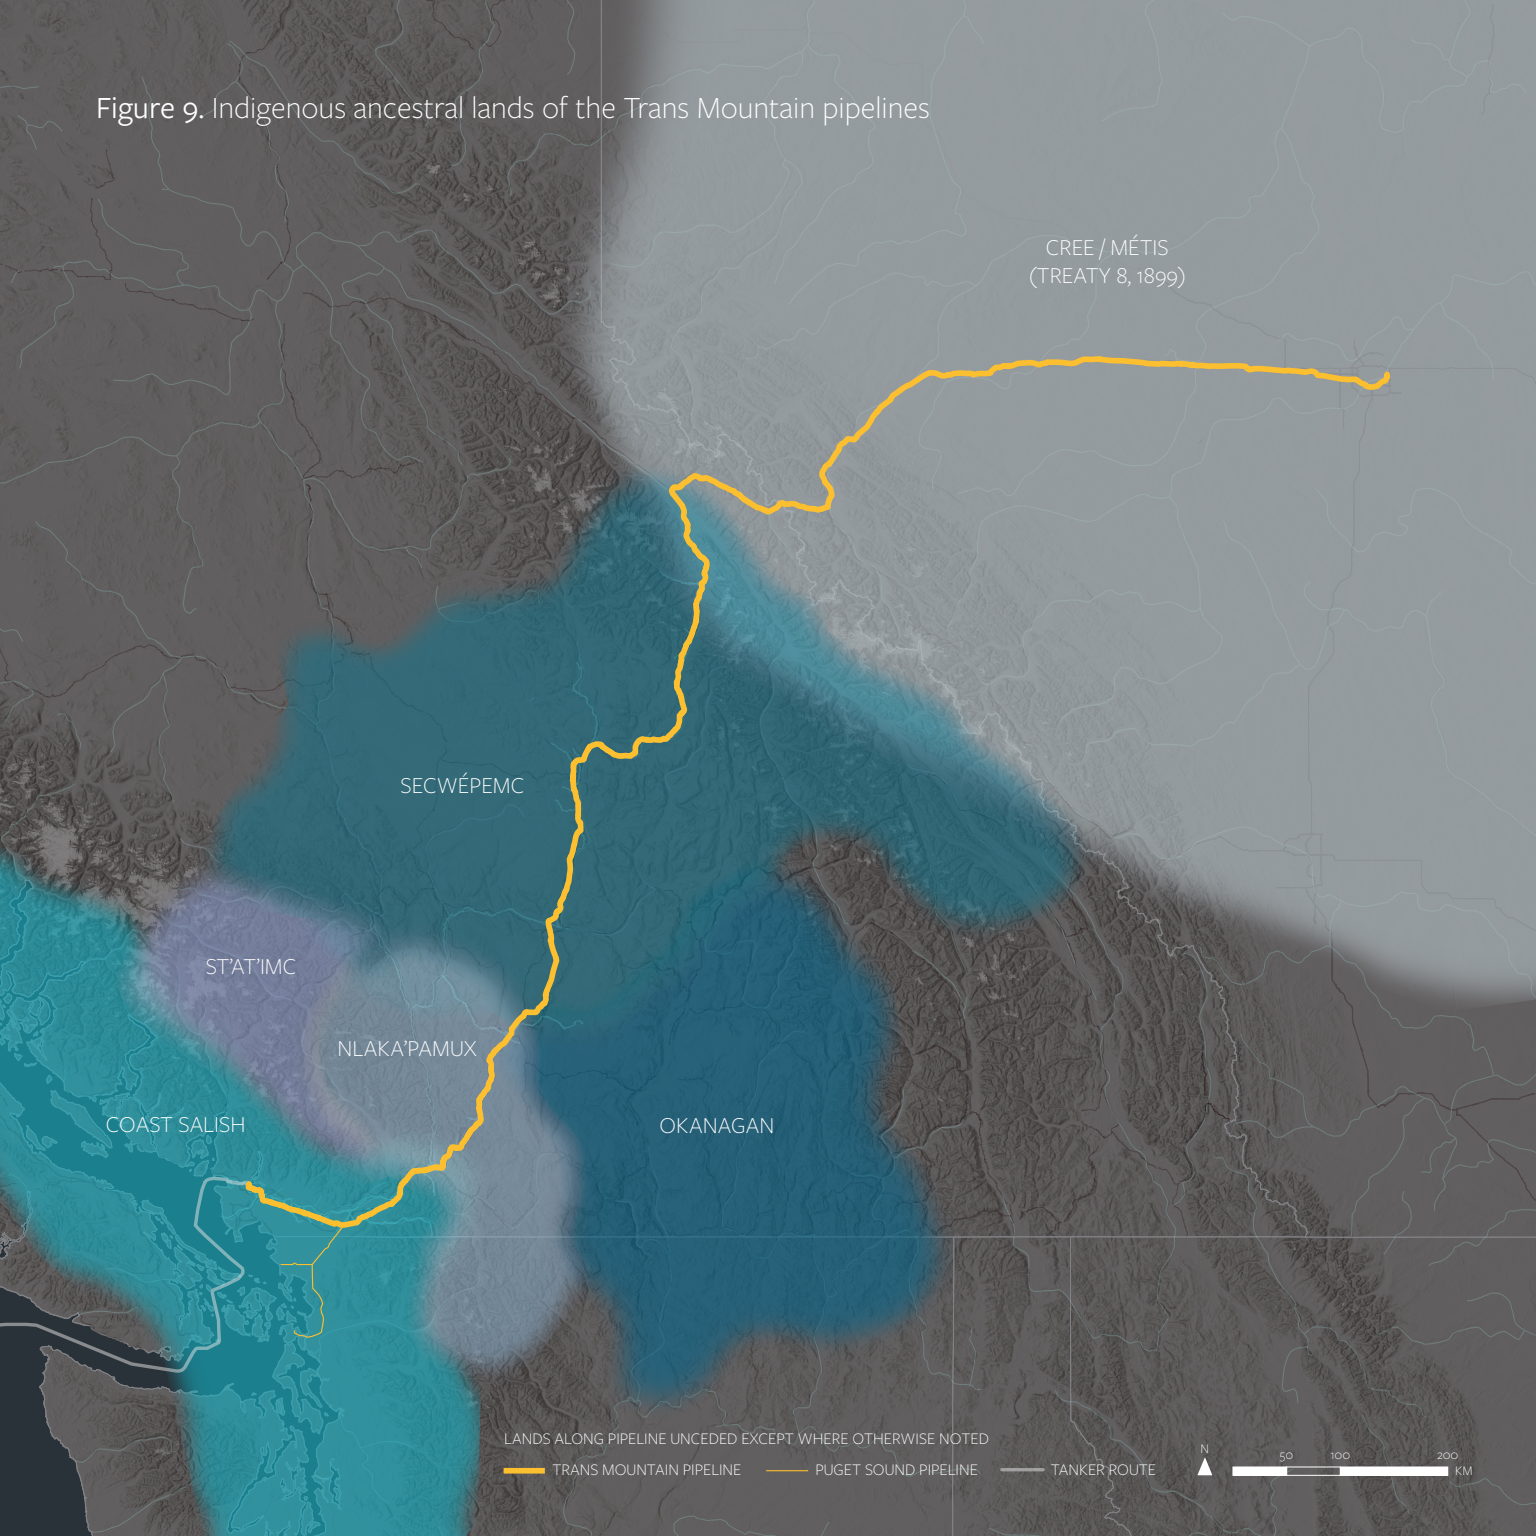 Figure 9. Indigenous ancestral lands of the Trans Mountain pipelines
CREE / MÉTIS
(TREATY 8, 1899)
SECWÉPEMC
ST'AT'IMC
NLAKA'PAMUX
COAST SALISH
OKANAGAN
LANDS ALONG PIPELINE UNCEDED EXCEPT WHERE OTHERWISE NOTED
TRANS MOUNTAIN PIPELINE
PUGET SOUND PIPELINE
TANKER ROUTE
N
50 100 200
KM